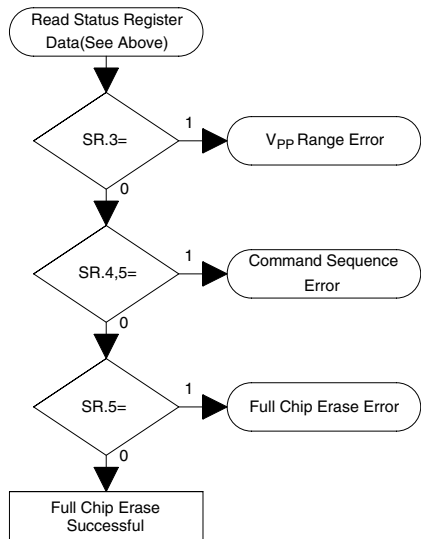 Read Status Register
Data(See Above)
SR.3=
1
VPP Range Error
0
SR.4,5=
1
Command Sequence
Error
0
SR.5=
1
Full Chip Erase Error
0
Full Chip Erase
Successful